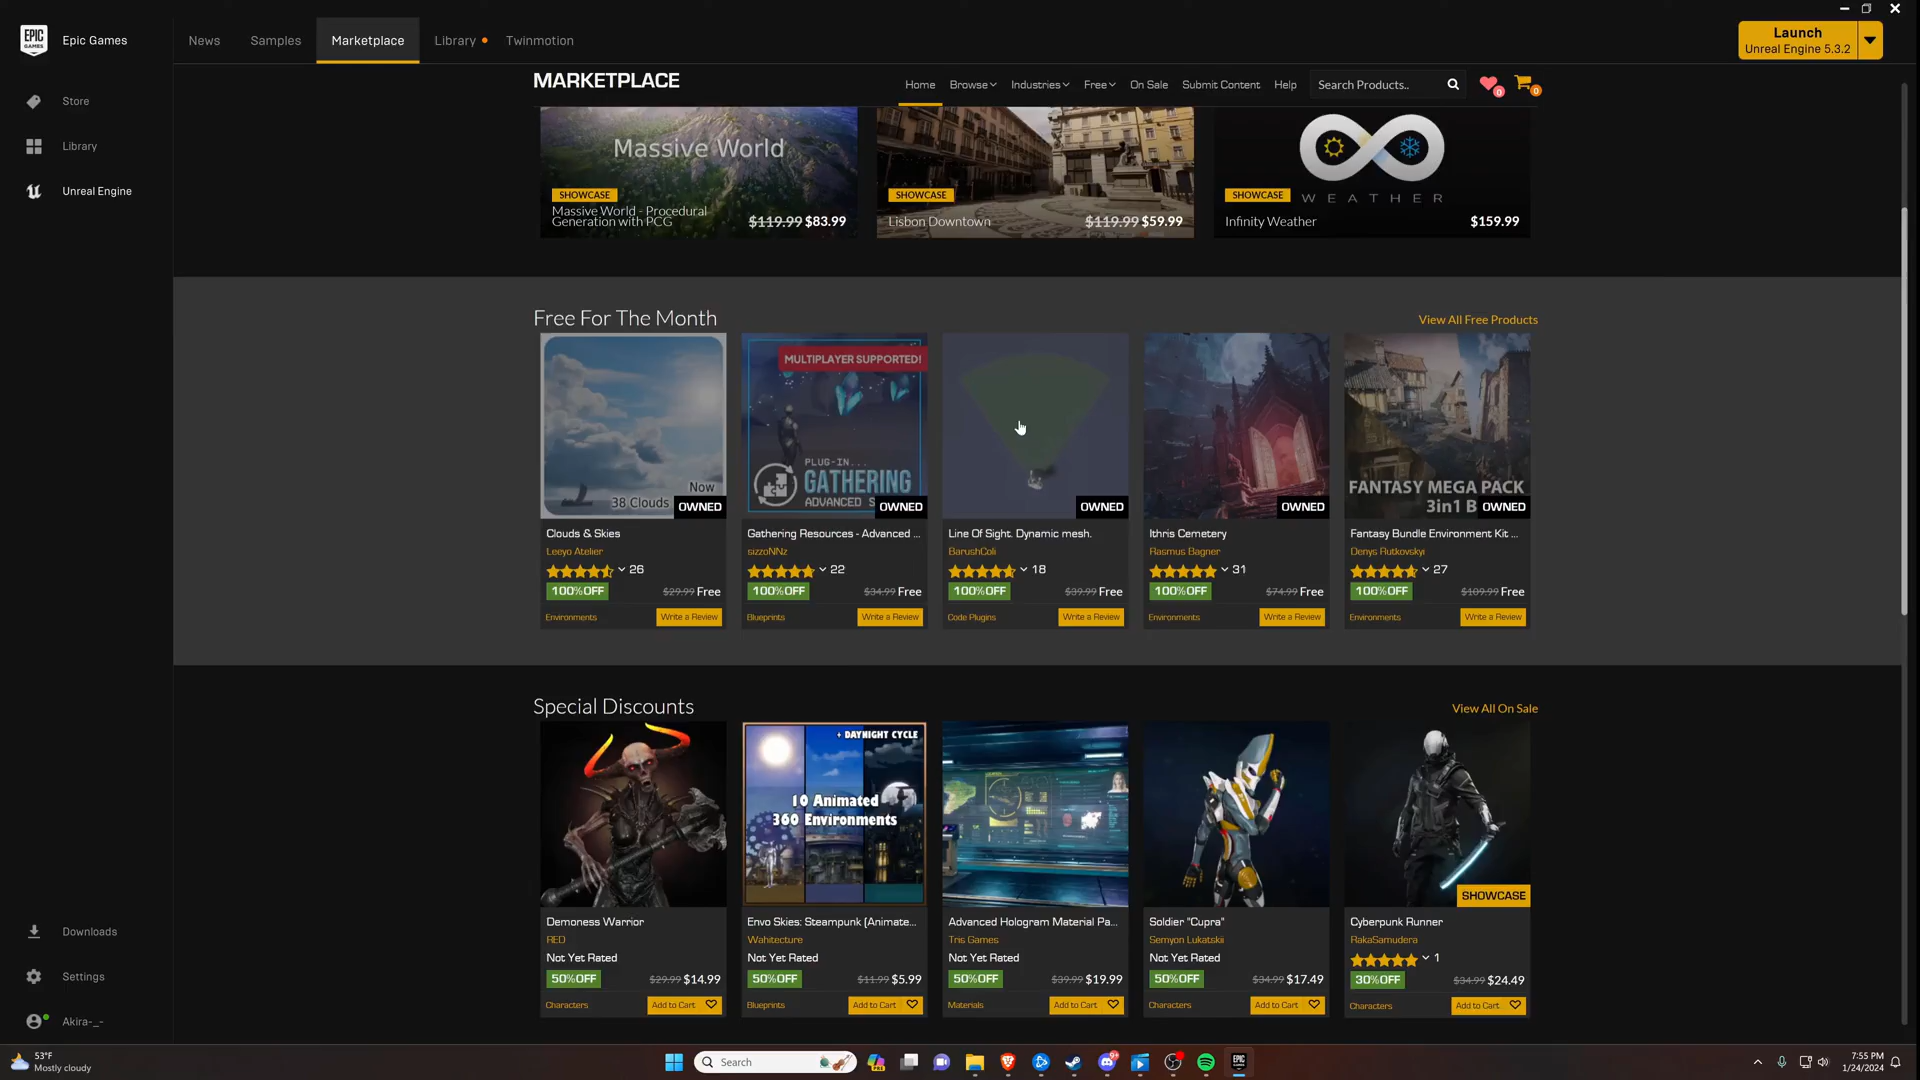 EPIC GAMES
Epic Games
News
Samples
Marketplace
Library
Twinmotion
Launch
Unreal Engine 5.3.2
Store
Library
Unreal Engine
MARKETPLACE
Home
Browse
Industries
Free
On Sale
Submit Content
Help
Search Products..
0
0
Massive World
SHOWCASE
Massive World - Procedural
Generation with PCG
$119.99 $83.99
SHOWCASE
Lisbon Downtown
$119.99 $59.99
WEATHER
SHOWCASE
Infinity Weather
$159.99
Free For The Month
View All Free Products
Now
38 Clouds
OWNED
Clouds & Skies
Leeyo Atelier
26
100%OFF
$29.99 Free
Environments
Write a Review
MULTIPLAYER SUPPORTED!
PLUG-IN...
GATHERING
ADVANCED S
OWNED
Gathering Resources - Advanced ...
sizzoNNz
22
100%OFF
$34.99 Free
Blueprints
Write a Review
OWNED
Line Of Sight. Dynamic mesh.
BarushColi
18
100%OFF
$39.99 Free
Code Plugins
Write a Review
OWNED
Ithris Cemetery
Rasmus Bagner
31
100%OFF
$74.99 Free
Environments
Write a Review
FANTASY MEGA PACK
3in1 B
OWNED
Fantasy Bundle Environment Kit ...
Denys Rutkovskyi
27
100%OFF
$109.99 Free
Environments
Write a Review
Special Discounts
View All On Sale
Demoness Warrior
RED
Not Yet Rated
50%OFF
$29.99 $14.99
Characters
Add to Cart
+ DAYNIGHT CYCLE
10 Animated
360 Environments
Envo Skies: Steampunk (Animate...
Wahitecture
Not Yet Rated
50%OFF
$11.99 $5.99
Blueprints
Add to Cart
Advanced Hologram Material Pa...
Tris Games
Not Yet Rated
50%OFF
$39.99 $19.99
Materials
Add to Cart
Soldier "Cupra"
Semyon Lukatskii
Not Yet Rated
50%OFF
$34.99 $17.49
Characters
Add to Cart
SHOWCASE
Cyberpunk Runner
RakaSamudera
1
30%OFF
$34.99 $24.49
Characters
Add to Cart
Downloads
Settings
Akira-_-
53°F
Mostly cloudy
Search
7:55 PM
1/24/2024